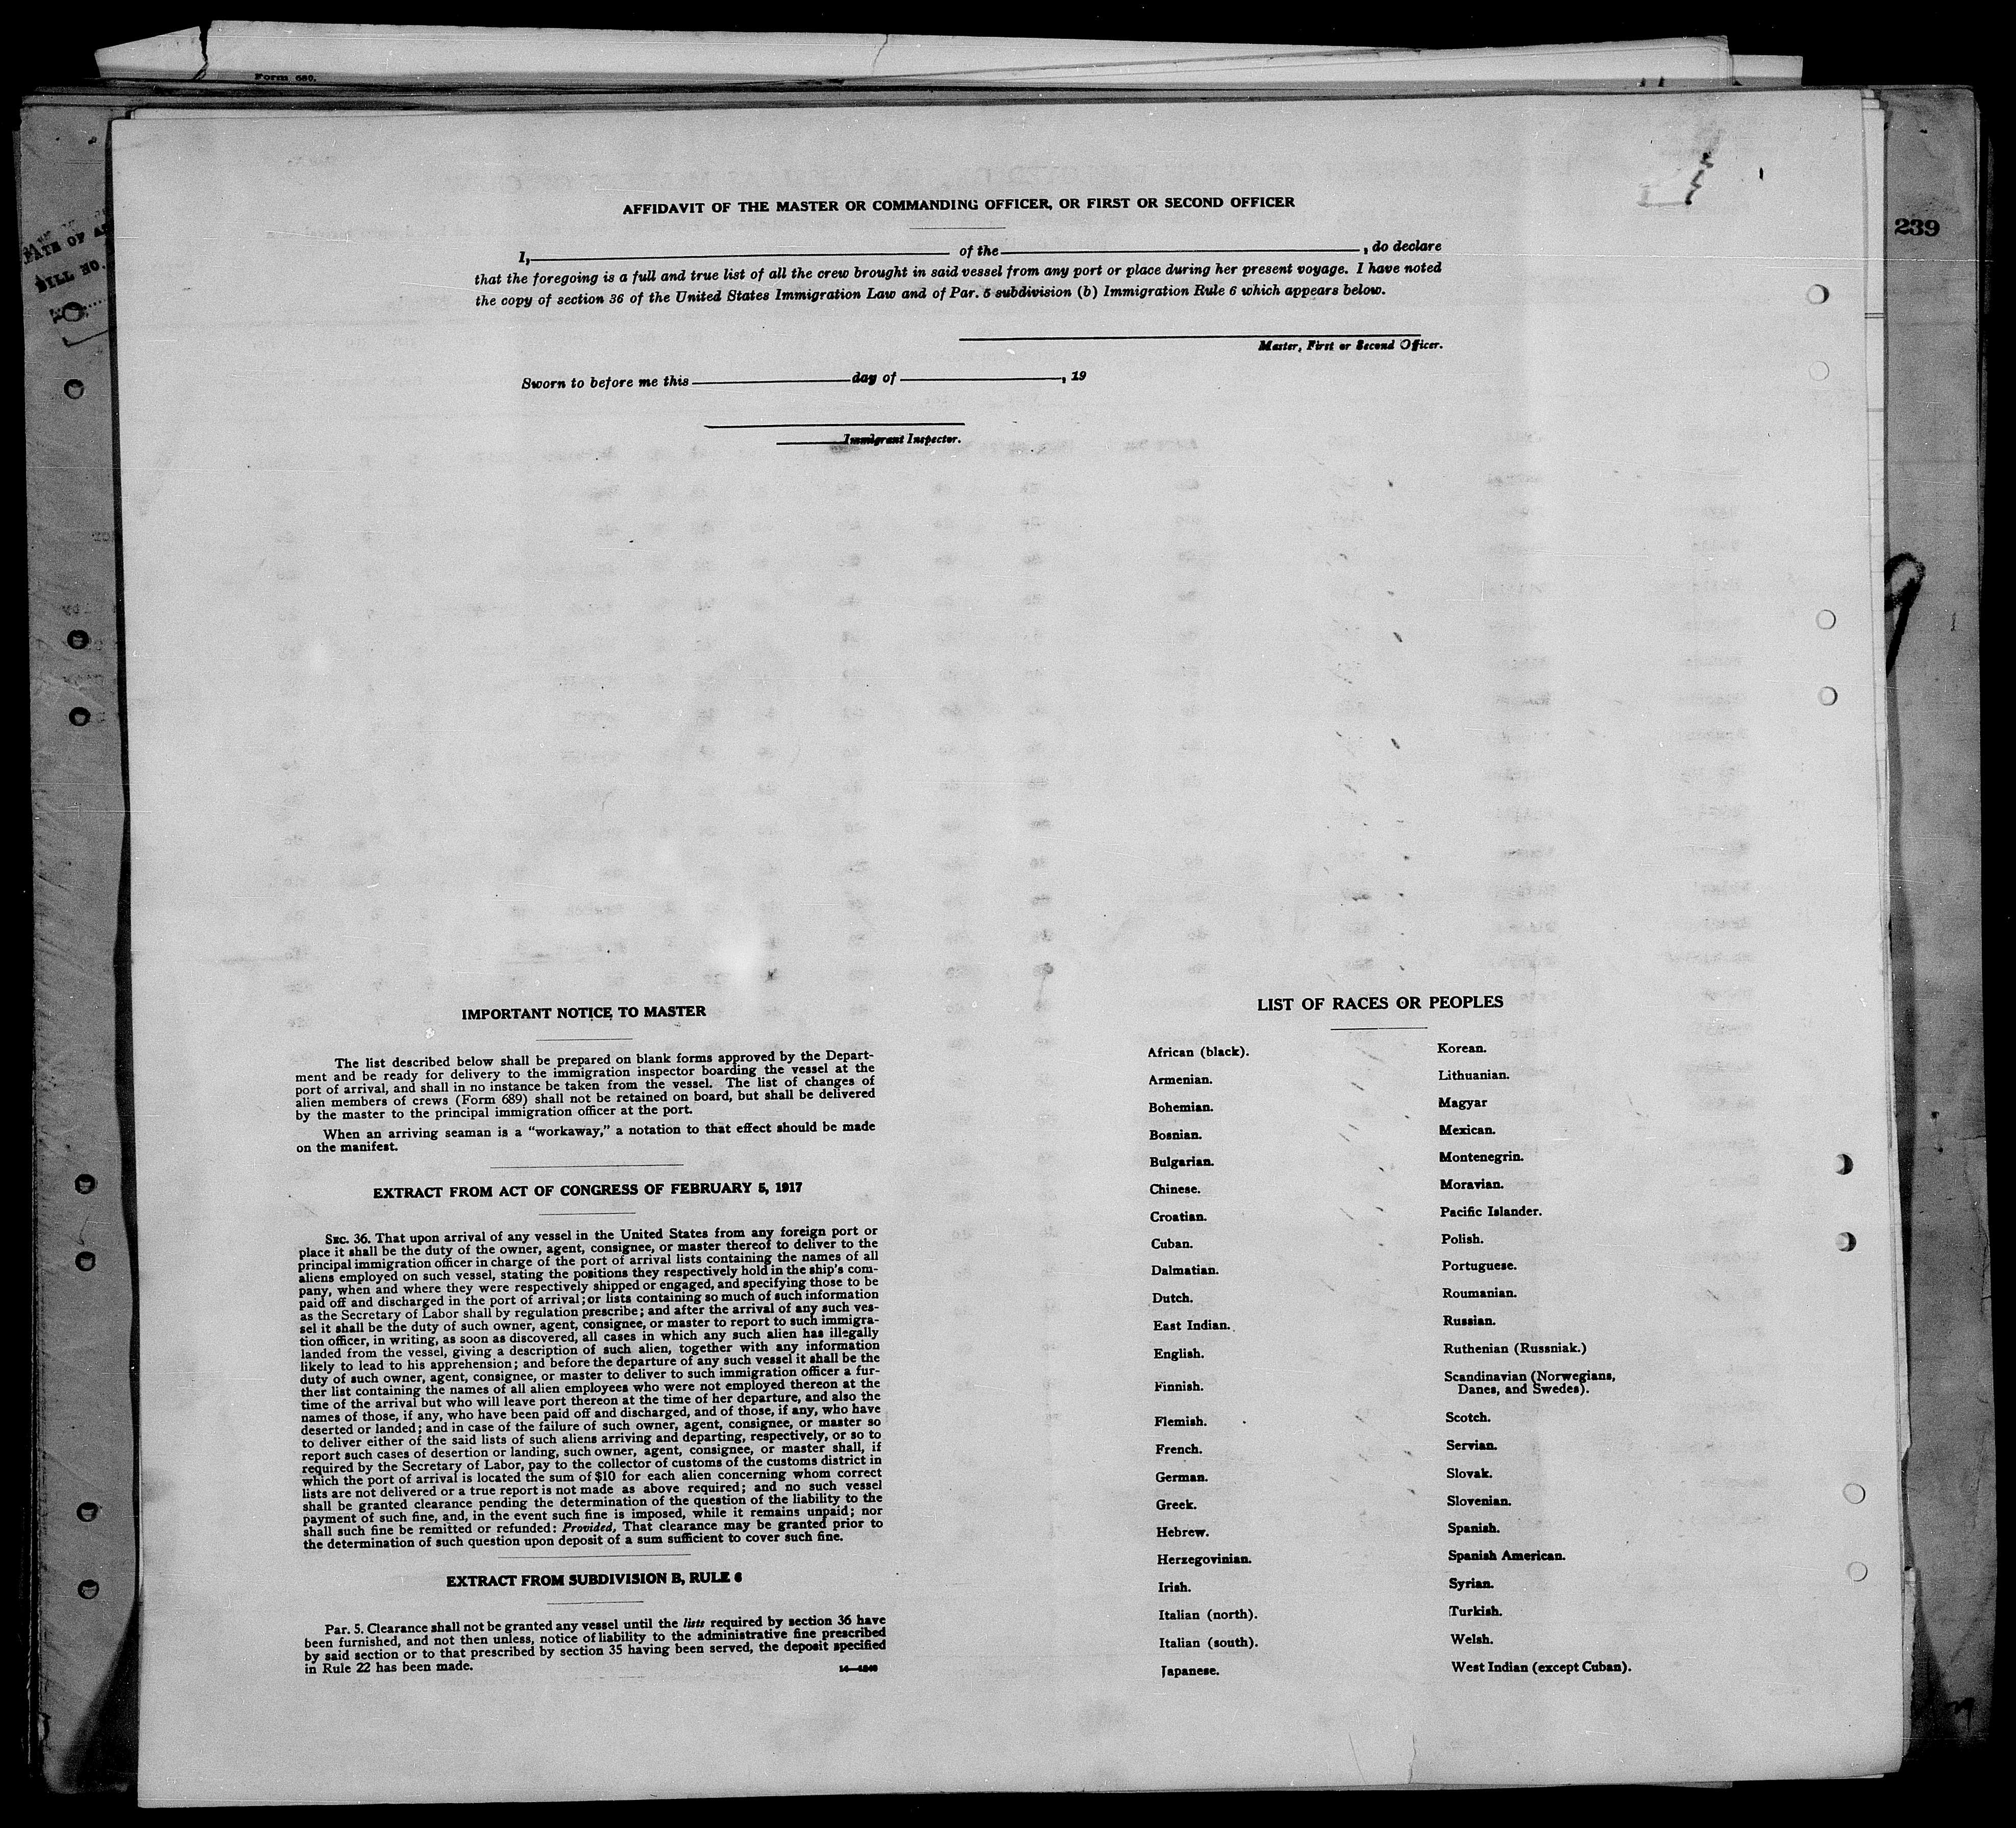 Form 689.
239
AFFIDAVIT OF THE MASTER OR COMMANDING OFFICER, OR FIRST OR SECOND OFFICER
I, of the , do declare
that the foregoing is a full and true list of all the crew brought in said vessel from any port or place during her present voyage. I have noted
the copy of section 36 of the United States Immigration Law and of Par. 5 subdivision (b) Immigration Rule 6 which appears below.
Master, First or Second Officer.
Sworn to before me this day of , 19
Immigrant Inspector.
BILL NO.
IMPORTANT NOTICE TO MASTER
The list described below shall be prepared on blank forms approved by the Depart-
ment and be ready for delivery to the immigration inspector boarding the vessel at the
port of arrival, and shall in no instance be taken from the vessel. The list of changes of
alien members of crews (Form 689) shall not be retained on board, but shall be delivered
by the master to the principal immigration officer at the port.
When an arriving seaman is a "workaway," a notation to that effect should be made
on the manifest.
EXTRACT FROM ACT OF CONGRESS OF FEBRUARY 5, 1917
SEC. 36. That upon arrival of any vessel in the United States from any foreign port or
place it shall be the duty of the owner, agent, consignee, or master thereof to deliver to the
principal immigration officer in charge of the port of arrival lists containing the names of all
aliens employed on such vessel, stating the positions they respectively hold in the ship's com-
pany, when and where they were respectively shipped or engaged, and specifying those to be
paid off and discharged in the port of arrival; or lists containing so much of such information
as the Secretary of Labor shall by regulation prescribe; and after the arrival of any such ves-
sel it shall be the duty of such owner, agent, consignee, or master to report to such immigra-
tion officer, in writing, as soon as discovered, all cases in which any such alien has illegally
landed from the vessel, giving a description of such alien, together with any information
likely to lead to his apprehension; and before the departure of any such vessel it shall be the
duty of such owner, agent, consignee, or master to deliver to such immigration officer a fur-
ther list containing the names of all alien employees who were not employed thereon at the
time of the arrival but who will leave port thereon at the time of her departure, and also the
names of those, if any, who have been paid off and discharged, and of those, if any, who have
deserted or landed; and in case of the failure of such owner, agent, consignee, or master so
to deliver either of the said lists of such aliens arriving and departing, respectively, or so to
report such cases of desertion or landing, such owner, agent, consignee, or master shall, if
required by the Secretary of Labor, pay to the collector of customs of the customs district in
which the port of arrival is located the sum of $10 for each alien concerning whom correct
lists are not delivered or a true report is not made as above required; and no such vessel
shall be granted clearance pending the determination of the question of the liability to the
payment of such fine, and, in the event such fine is imposed, while it remains unpaid; nor
shall such fine be remitted or refunded: Provided, That clearance may be granted prior to
the determination of such question upon deposit of a sum sufficient to cover such fine.
EXTRACT FROM SUBDIVISION B, RULE 6
Par. 5. Clearance shall not be granted any vessel until the lists required by section 36 have
been furnished, and not then unless, notice of liability to the administrative fine prescribed
by said section or to that prescribed by section 35 having been served, the deposit specified
in Rule 22 has been made.
LIST OF RACES OR PEOPLES
African (black).
Armenian.
Bohemian.
Bosnian.
Bulgarian.
Chinese.
Croatian.
Cuban.
Dalmatian.
Dutch.
East Indian.
English.
Finnish.
Flemish.
French.
German.
Greek.
Hebrew.
Herzegovinian.
Irish.
Italian (north).
Italian (south).
Japanese.
Korean.
Lithuanian.
Magyar
Mexican.
Montenegrin.
Moravian.
Pacific Islander.
Polish.
Portuguese.
Roumanian.
Russian.
Ruthenian (Russniak.)
Scandinavian (Norwegians,
Danes, and Swedes).
Scotch.
Servian.
Slovak.
Slovenian.
Spanish.
Spanish American.
Syrian.
Turkish.
Welsh.
West Indian (except Cuban).